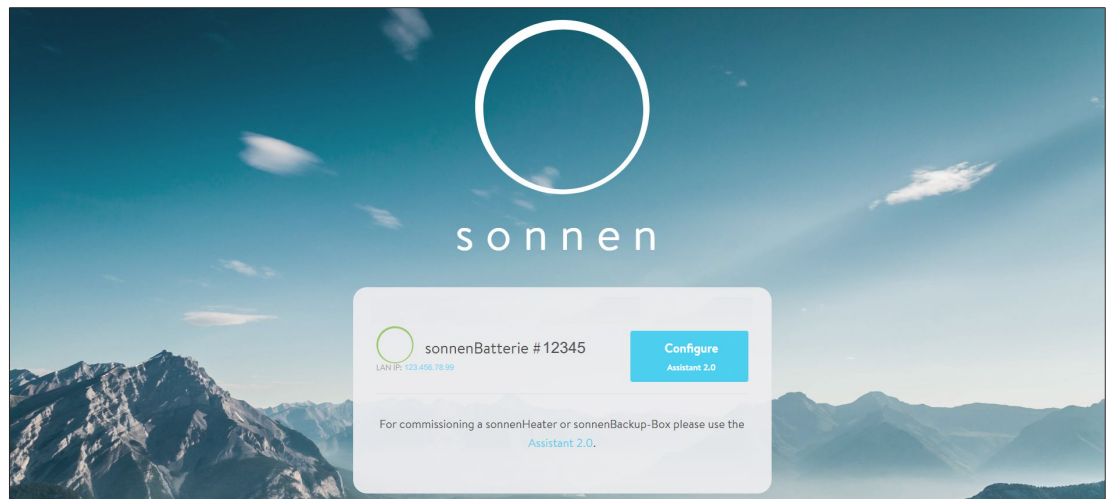 sonnen
sonnenBatterie #12345
Configure
Assistant 2.0
LAN IP: 123.456.78.99
For commissioning a sonnenHeater or sonnenBackup-Box please use the
Assistant 2.0.